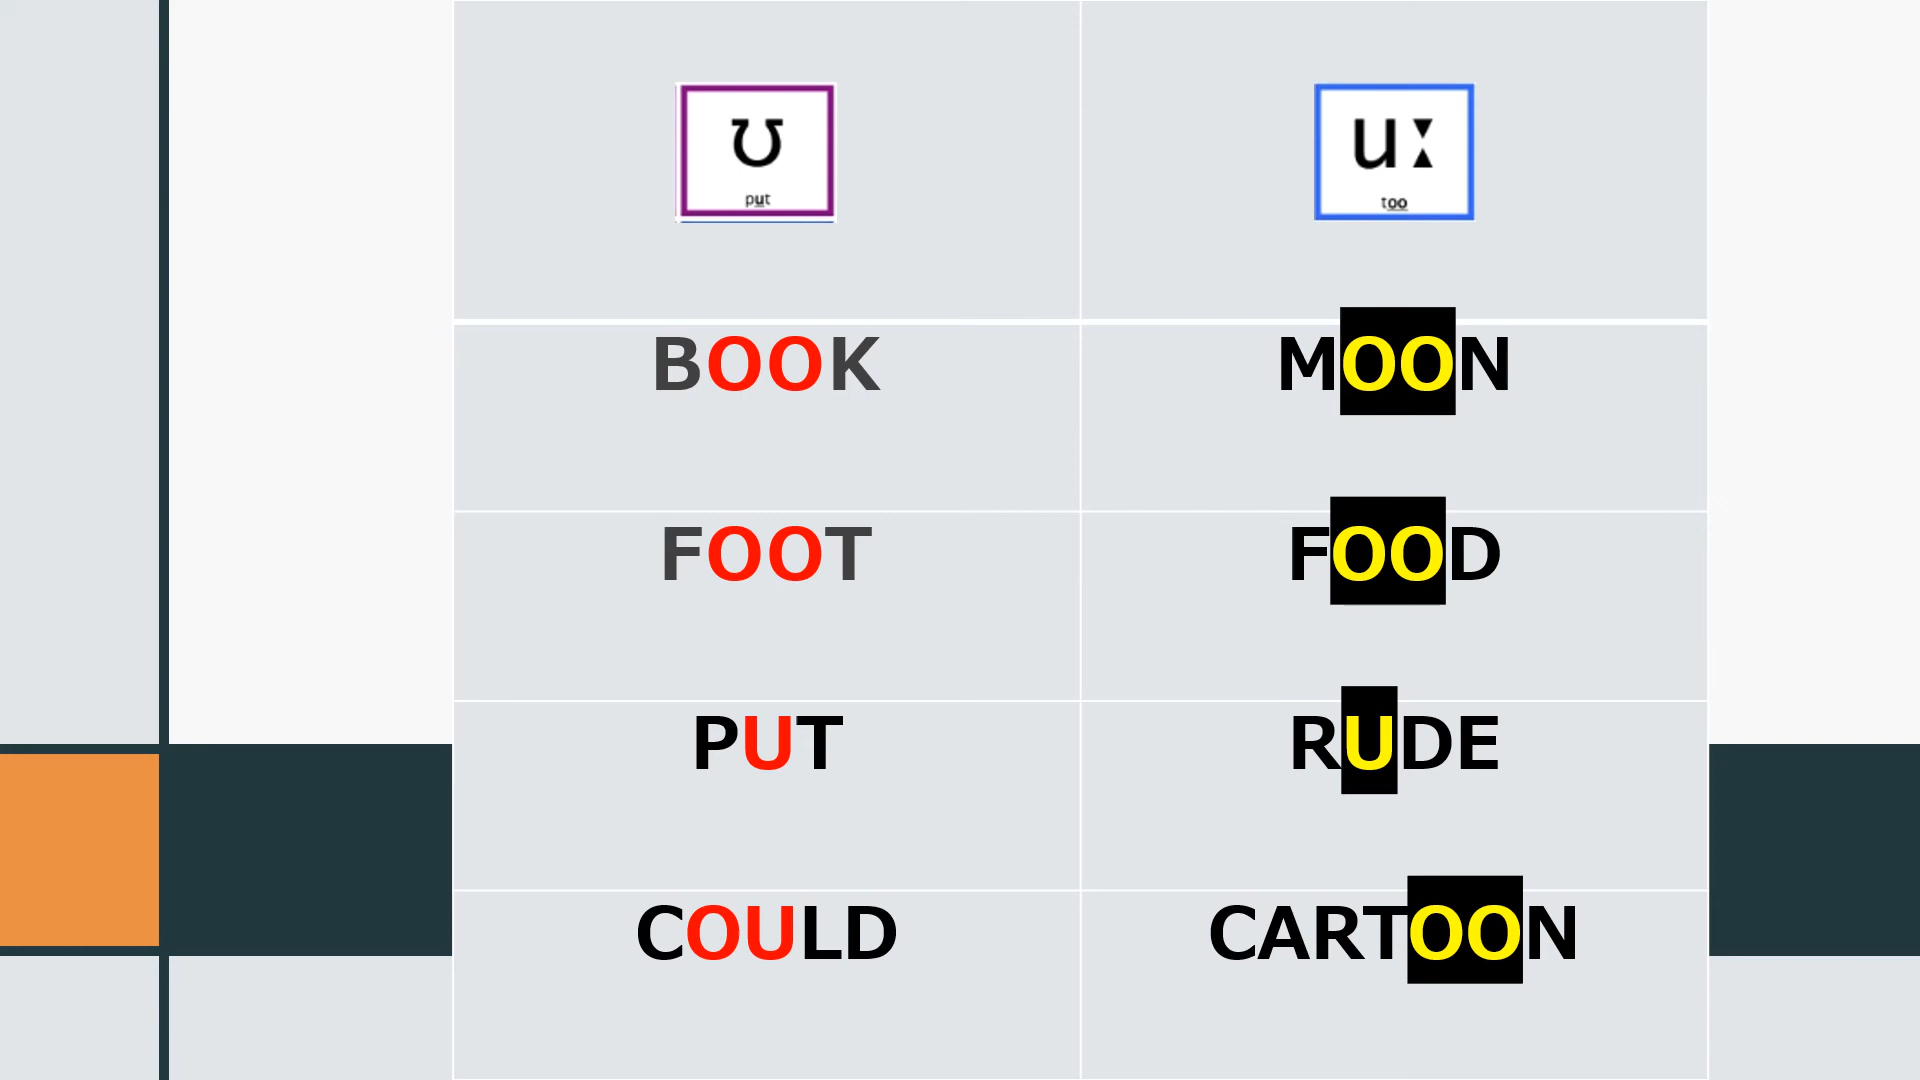 ʊ
put
uː
too
BOOK
MOON
FOOT
FOOD
PUT
RUDE
COULD
CARTOON